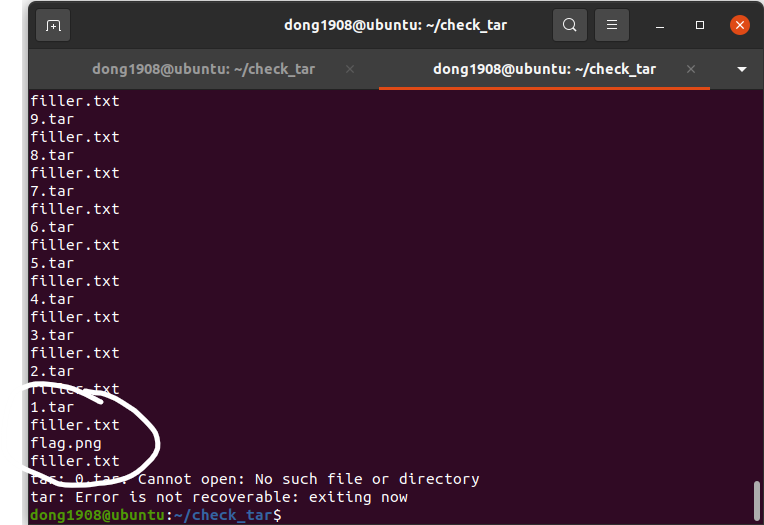 dong1908@ubuntu: ~/check_tar
dong1908@ubuntu: ~/check_tar
dong1908@ubuntu: ~/check_tar
filler.txt
9.tar
filler.txt
8.tar
filler.txt
7.tar
filler.txt
6.tar
filler.txt
5.tar
filler.txt
4.tar
filler.txt
3.tar
filler.txt
2.tar
filler.txt
1.tar
filler.txt
flag.png
filler.txt
tar: 0.tar: Cannot open: No such file or directory
tar: Error is not recoverable: exiting now
dong1908@ubuntu:~/check_tar$